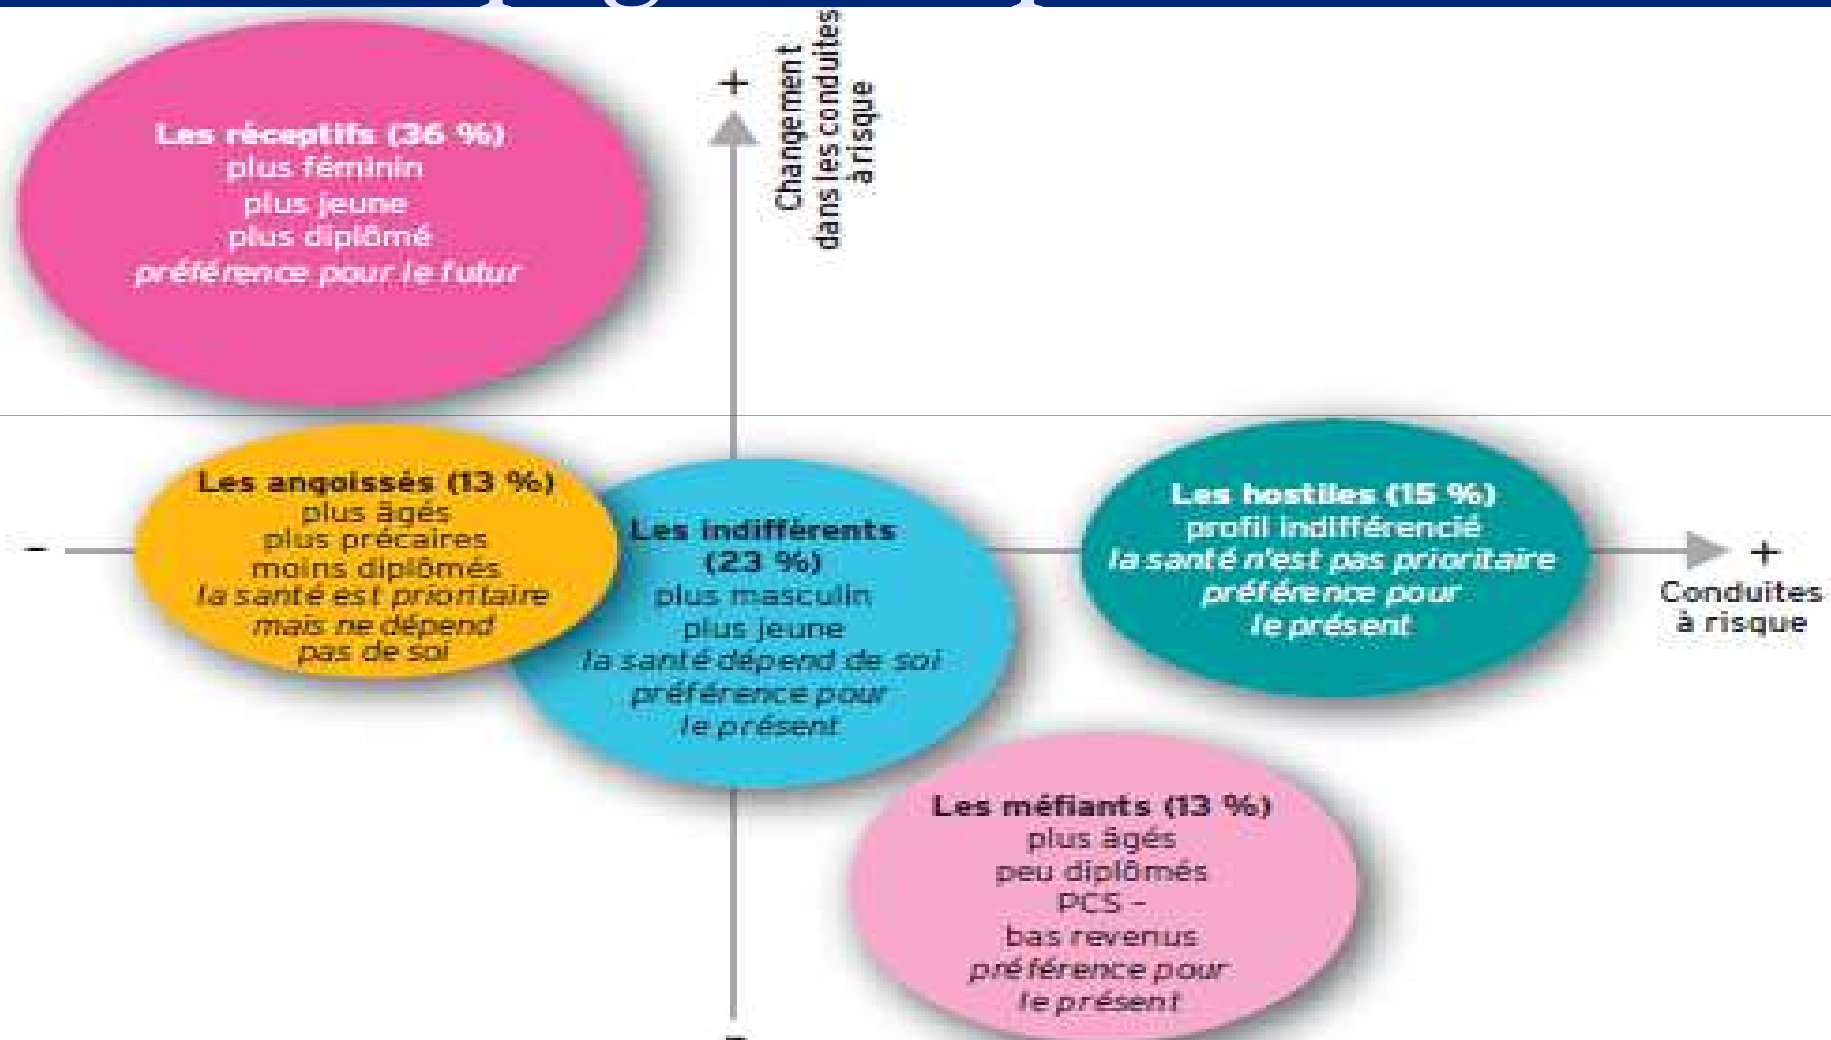 +
Changement
dans les conduites
à risque
Les réceptifs (36 %)
plus féminin
plus jeune
plus diplômé
préférence pour le futur
Les angoissés (13 %)
plus âgés
plus précaires
moins diplômés
la santé est prioritaire
mais ne dépend
pas de soi
Les indifférents
(23 %)
plus masculin
plus jeune
la santé dépend de soi
préférence pour
le présent
Les hostiles (15 %)
profil indifférencié
la santé n'est pas prioritaire
préférence pour
le présent
-
+
Conduites
à risque
Les méfiants (13 %)
plus âgés
peu diplômés
PCS -
bas revenus
préférence pour
le présent
-